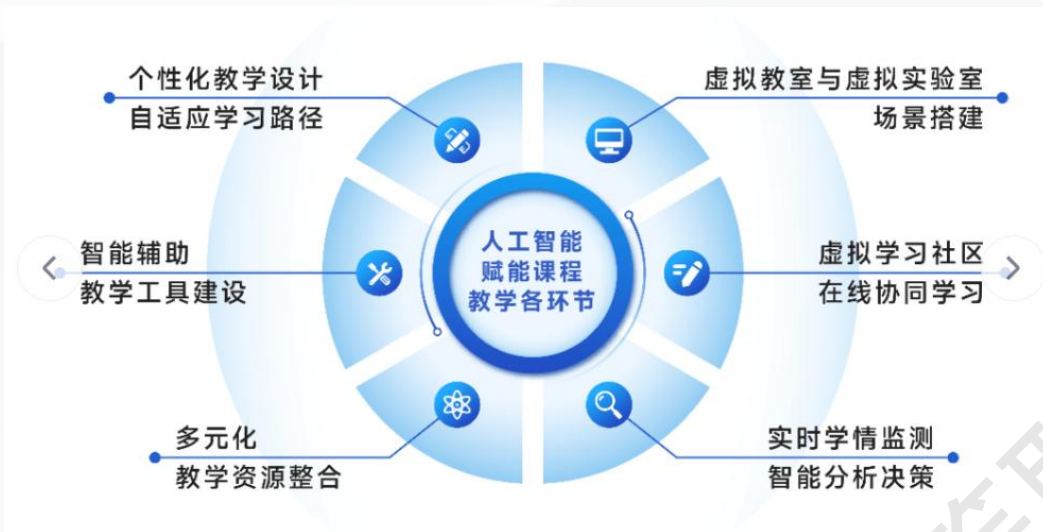 个性化教学设计
自适应学习路径
虚拟教室与虚拟实验室
场景搭建
智能辅助
教学工具建设
人工智能
赋能课程
教学各环节
虚拟学习社区
在线协同学习
多元化
教学资源整合
实时学情监测
智能分析决策